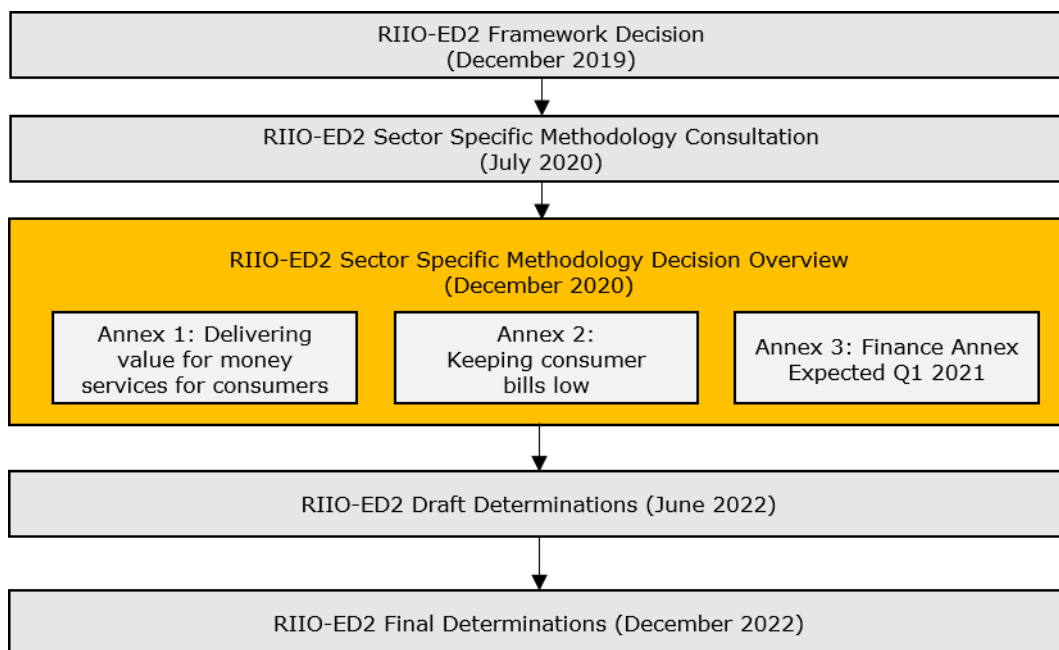 RIIO-ED2 Framework Decision
(December 2019)
RIIO-ED2 Sector Specific Methodology Consultation
(July 2020)
RIIO-ED2 Sector Specific Methodology Decision Overview
(December 2020)
Annex 1: Delivering
value for money
services for consumers
Annex 2:
Keeping consumer
bills low
Annex 3: Finance Annex
Expected Q1 2021
RIIO-ED2 Draft Determinations (June 2022)
RIIO-ED2 Final Determinations (December 2022)